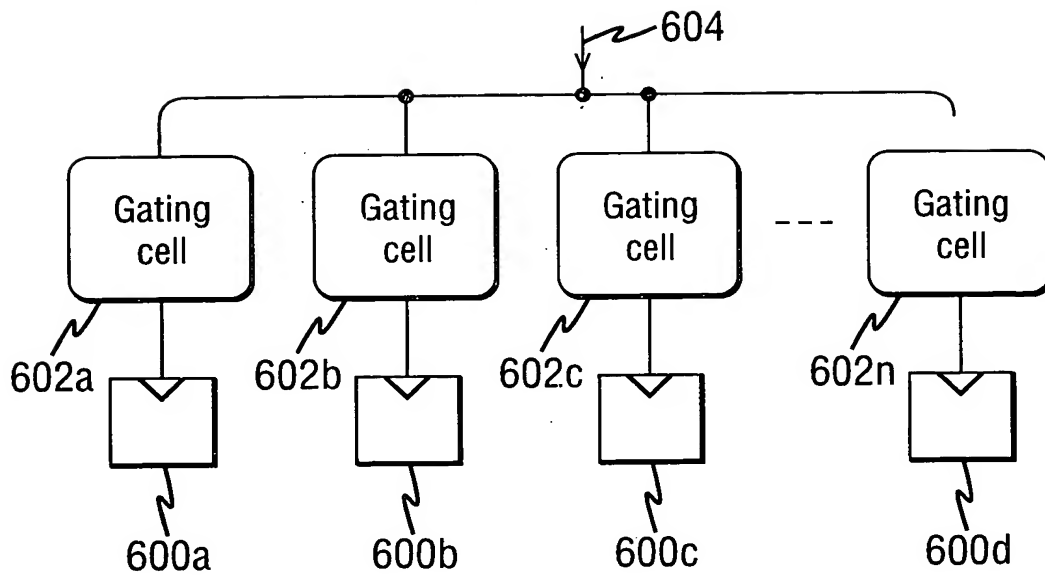 604
Gating
cell
Gating
cell
Gating
cell
Gating
cell
602a
602b
602c
602n
600a
600b
600c
600d